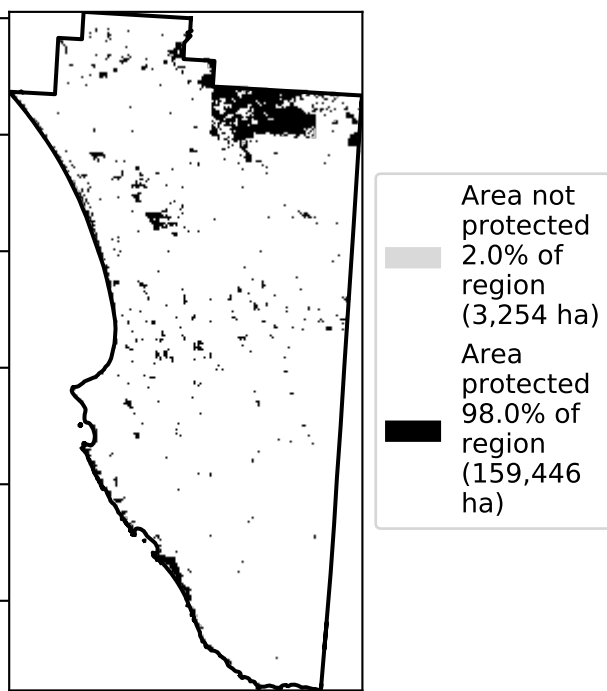 Area not
protected
2.0% of
region
(3,254 ha)
Area
protected
98.0% of
region
(159,446
ha)